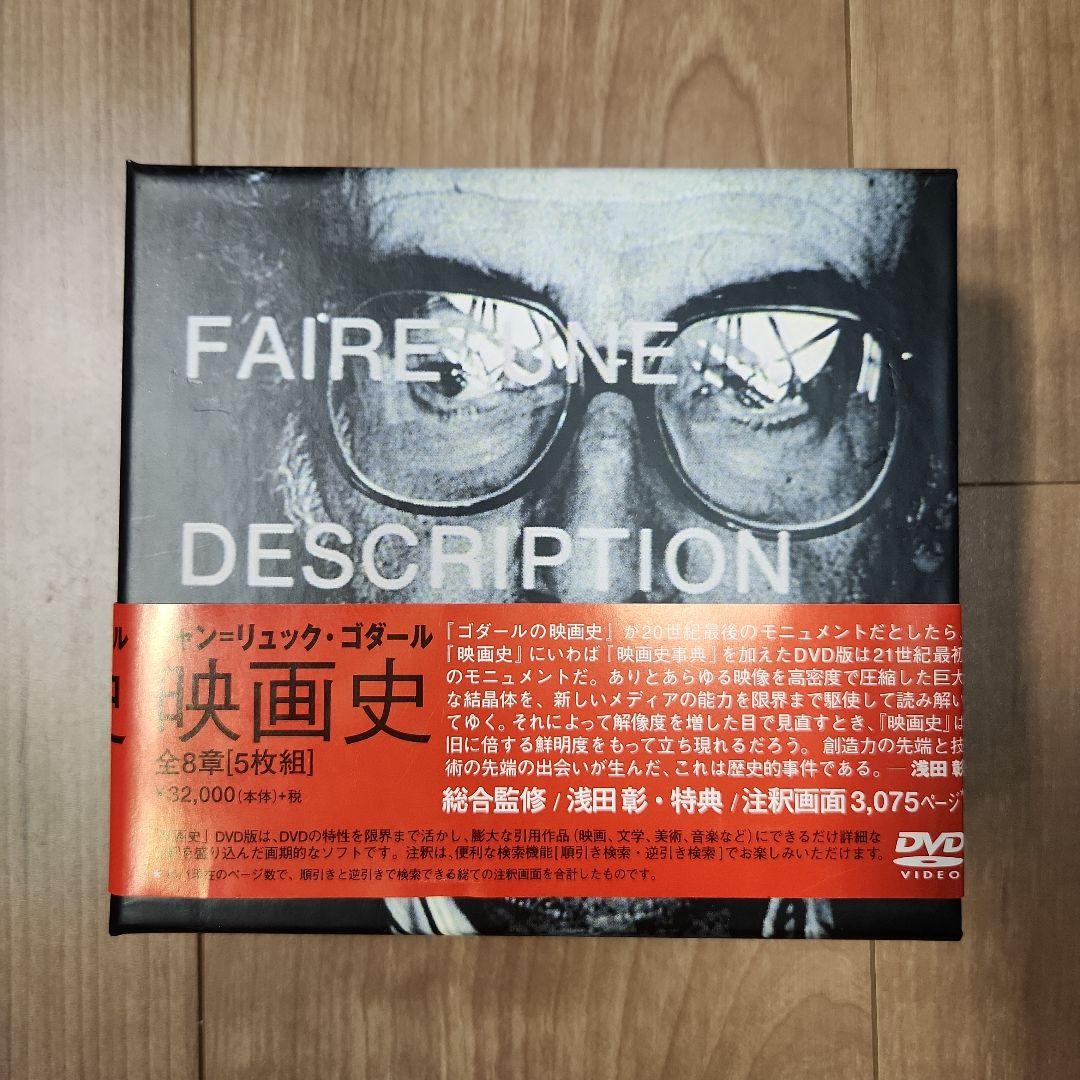 FAIRE UNE
DESCRIPTION
ル
史
ャン=リュック・ゴダール
映画史
全8章[5枚組]
¥32,000(本体)+税
『ゴダールの映画史』が20世紀最後のモニュメントだとしたら、
『映画史』にいわば『映画史事典』を加えたDVD版は21世紀最初
のモニュメントだ。ありとあらゆる映像を高密度で圧縮した巨大
な結晶体を、新しいメディアの能力を限界まで駆使して読み解い
てゆく。それによって解像度を増した目で見直すとき、『映画史』は
旧に倍する鮮明度をもって立ち現れるだろう。創造力の先端と技
術の先端の出会いが生んだ、これは歴史的事件である。—浅田 彰
総合監修/浅田 彰・特典/注釈画面3,075ページ*
映画史」DVD版は、DVDの特性を限界まで活かし、膨大な引用作品(映画、文学、美術、音楽など)にできるだけ詳細な
を盛り込んだ画期的なソフトです。注釈は、便利な検索機能[順引き検索・逆引き検索]でお楽しみいただけます。
現在のページ数で、順引きと逆引きで検索できる総ての注釈画面を合計したものです。
DVD
VIDEO